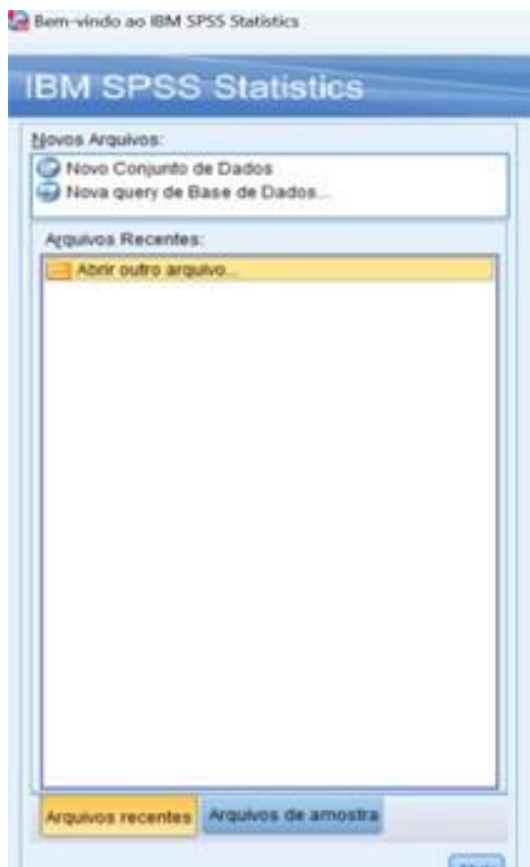 Bem-vindo ao IBM SPSS Statistics
IBM SPSS Statistics
Novos Arquivos:
Novo Conjunto de Dados
Nova query de Base de Dados...
Arquivos Recentes:
Abrir outro arquivo...
Arquivos recentes Arquivos de amostra